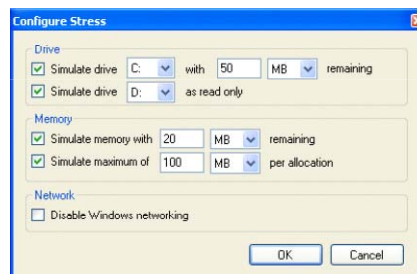 Configure Stress
Drive
Simulate drive C: with 50 MB remaining
Simulate drive D: as read only
Memory
Simulate memory with 20 MB remaining
Simulate maximum of 100 MB per allocation
Network
Disable Windows networking
OK Cancel